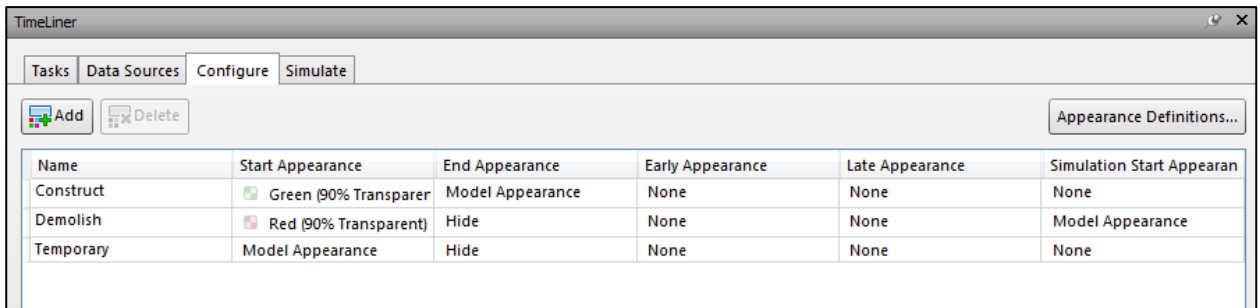 TimeLiner
Tasks Data Sources Configure Simulate
Add Delete Appearance Definitions...
Name Start Appearance End Appearance Early Appearance Late Appearance Simulation Start Appearan
Construct Green (90% Transparer Model Appearance None None None
Demolish Red (90% Transparent) Hide None None Model Appearance
Temporary Model Appearance Hide None None None